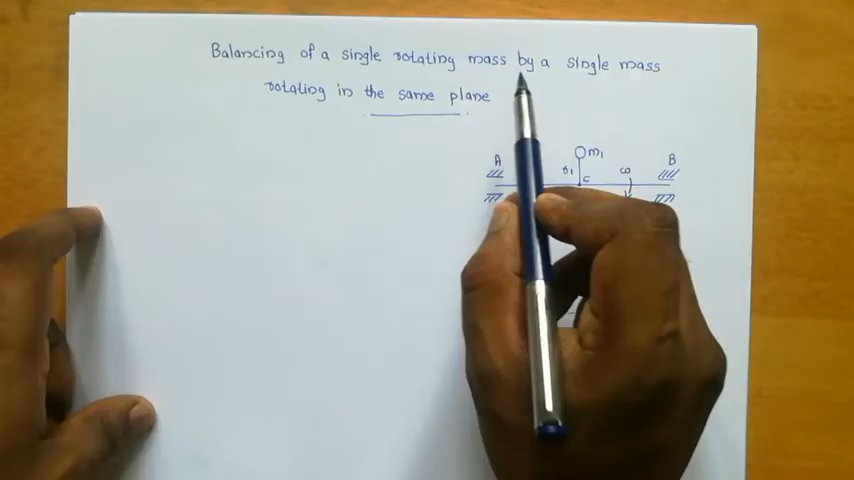 Balancing of a single rotating mass by a single mass
rotating in the same plane
A
m1
B
r1
c
ω